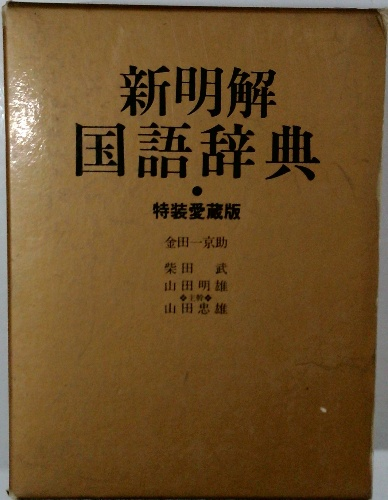 新明解
国語辞典
・
特装愛蔵版
金田一京助
柴田 武
山田明雄
主幹
山田忠雄